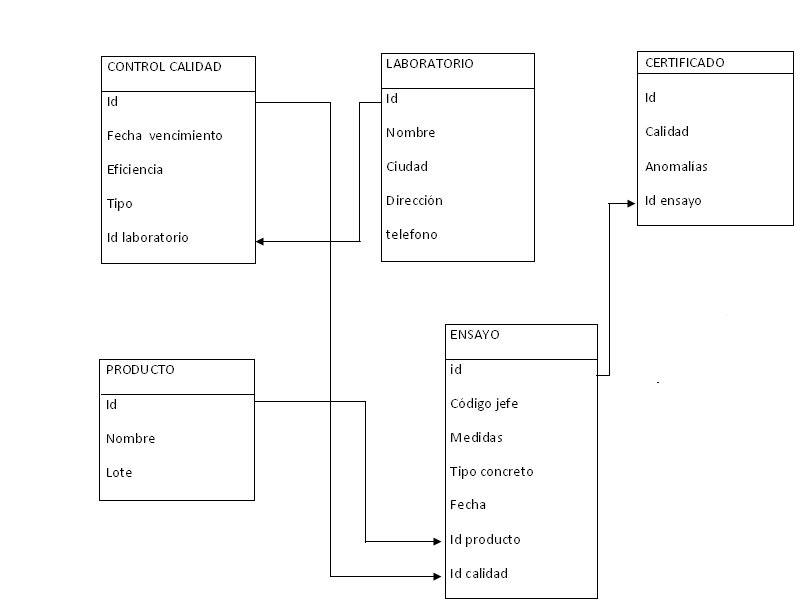 CONTROL CALIDAD
Id
Fecha vencimiento
Eficiencia
Tipo
Id laboratorio
LABORATORIO
Id
Nombre
Ciudad
Dirección
telefono
CERTIFICADO
Id
Calidad
Anomalías
Id ensayo
PRODUCTO
Id
Nombre
Lote
ENSAYO
id
Código jefe
Medidas
Tipo concreto
Fecha
Id producto
Id calidad